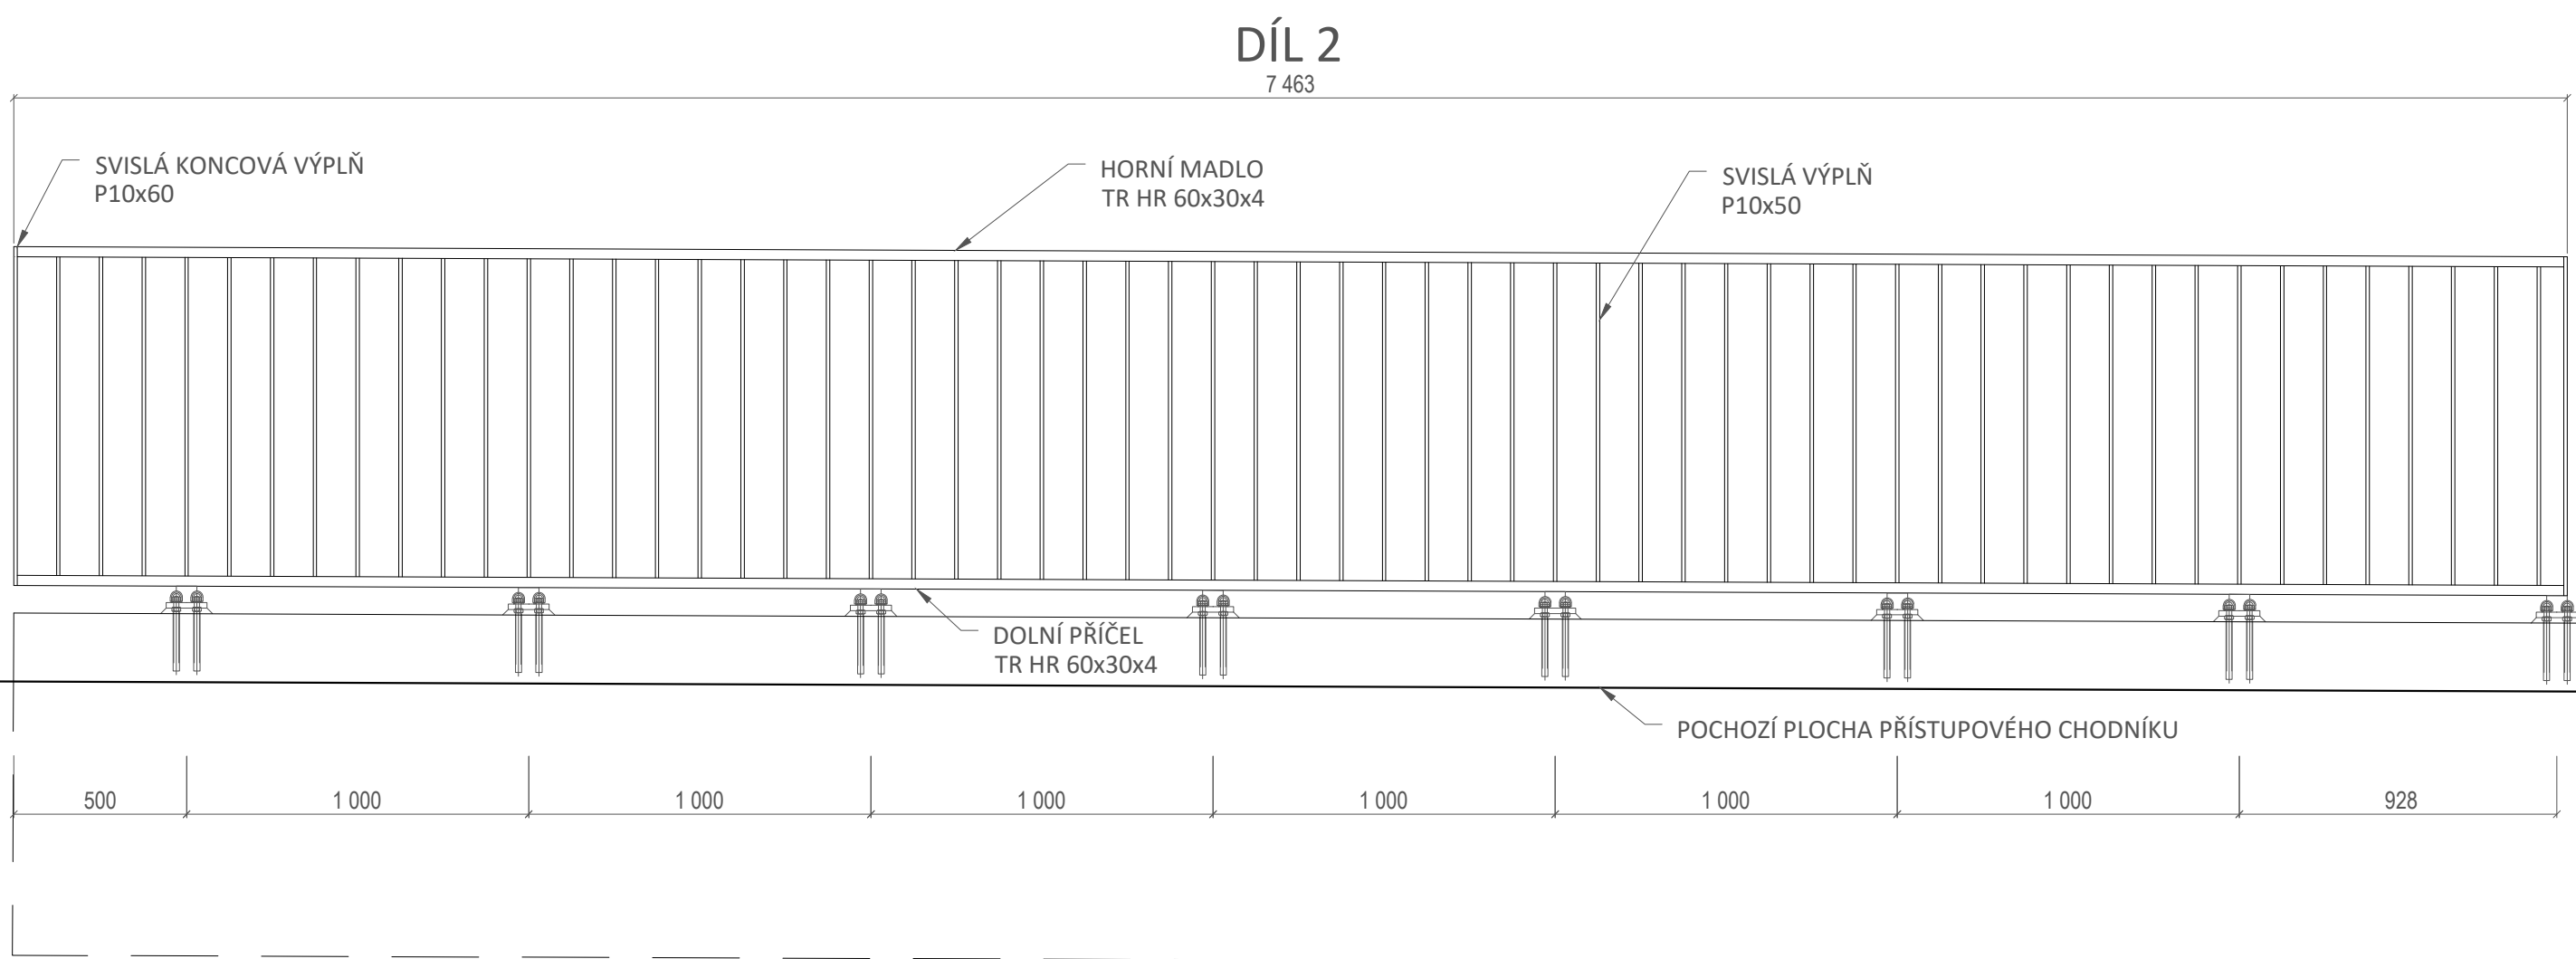 DÍL 2
7 463
SVISLÁ KONCOVÁ VÝPLŇ
P10x60
HORNÍ MADLO
TR HR 60x30x4
SVISLÁ VÝPLŇ
P10x50
DOLNÍ PŘÍČEL
TR HR 60x30x4
POCHOZÍ PLOCHA PŘÍSTUPOVÉHO CHODNÍKU
500 1 000 1 000 1 000 1 000 1 000 1 000 928